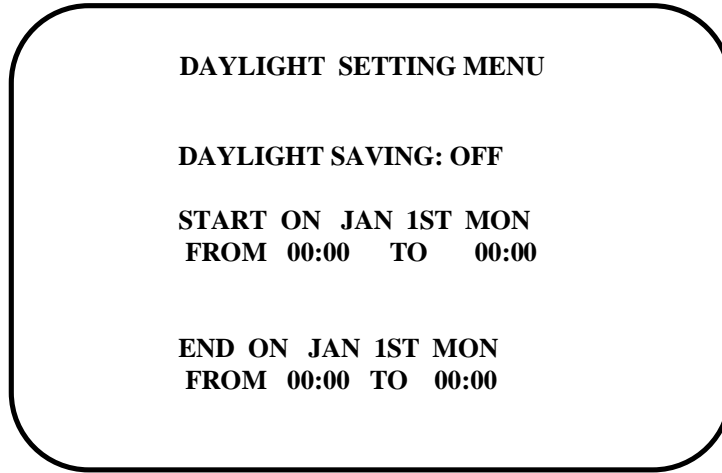 DAYLIGHT SETTING MENU
DAYLIGHT SAVING: OFF
START ON JAN 1ST MON
FROM 00:00 TO 00:00
END ON JAN 1ST MON
FROM 00:00 TO 00:00